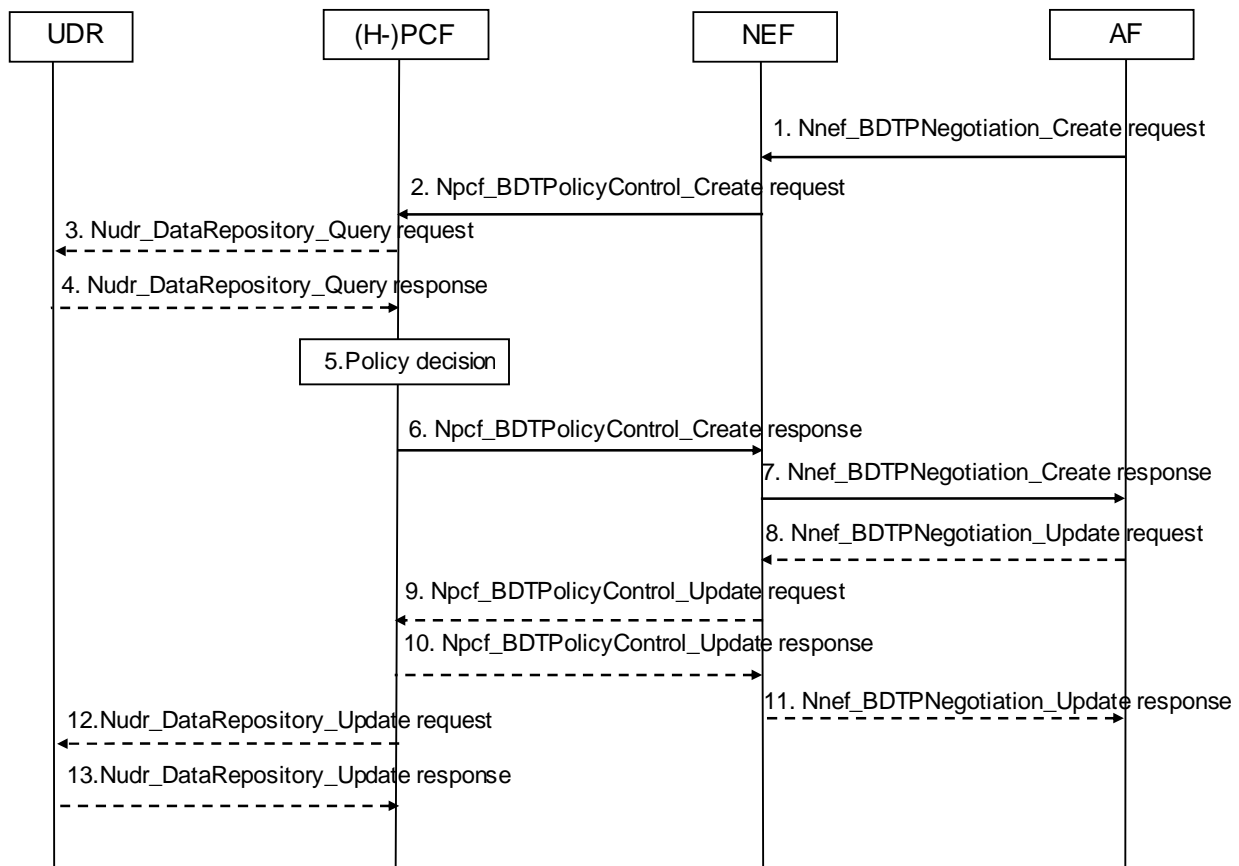 UDR
(H-)PCF
NEF
AF
1. Nnef_BDTPNegotiation_Create request
2. Npcf_BDTPolicyControl_Create request
3. Nudr_DataRepository_Query request
4. Nudr_DataRepository_Query response
5.Policy decision
6. Npcf_BDTPolicyControl_Create response
7. Nnef_BDTPNegotiation_Create response
8. Nnef_BDTPNegotiation_Update request
9. Npcf_BDTPolicyControl_Update request
10. Npcf_BDTPolicyControl_Update response
11. Nnef_BDTPNegotiation_Update response
12.Nudr_DataRepository_Update request
13.Nudr_DataRepository_Update response